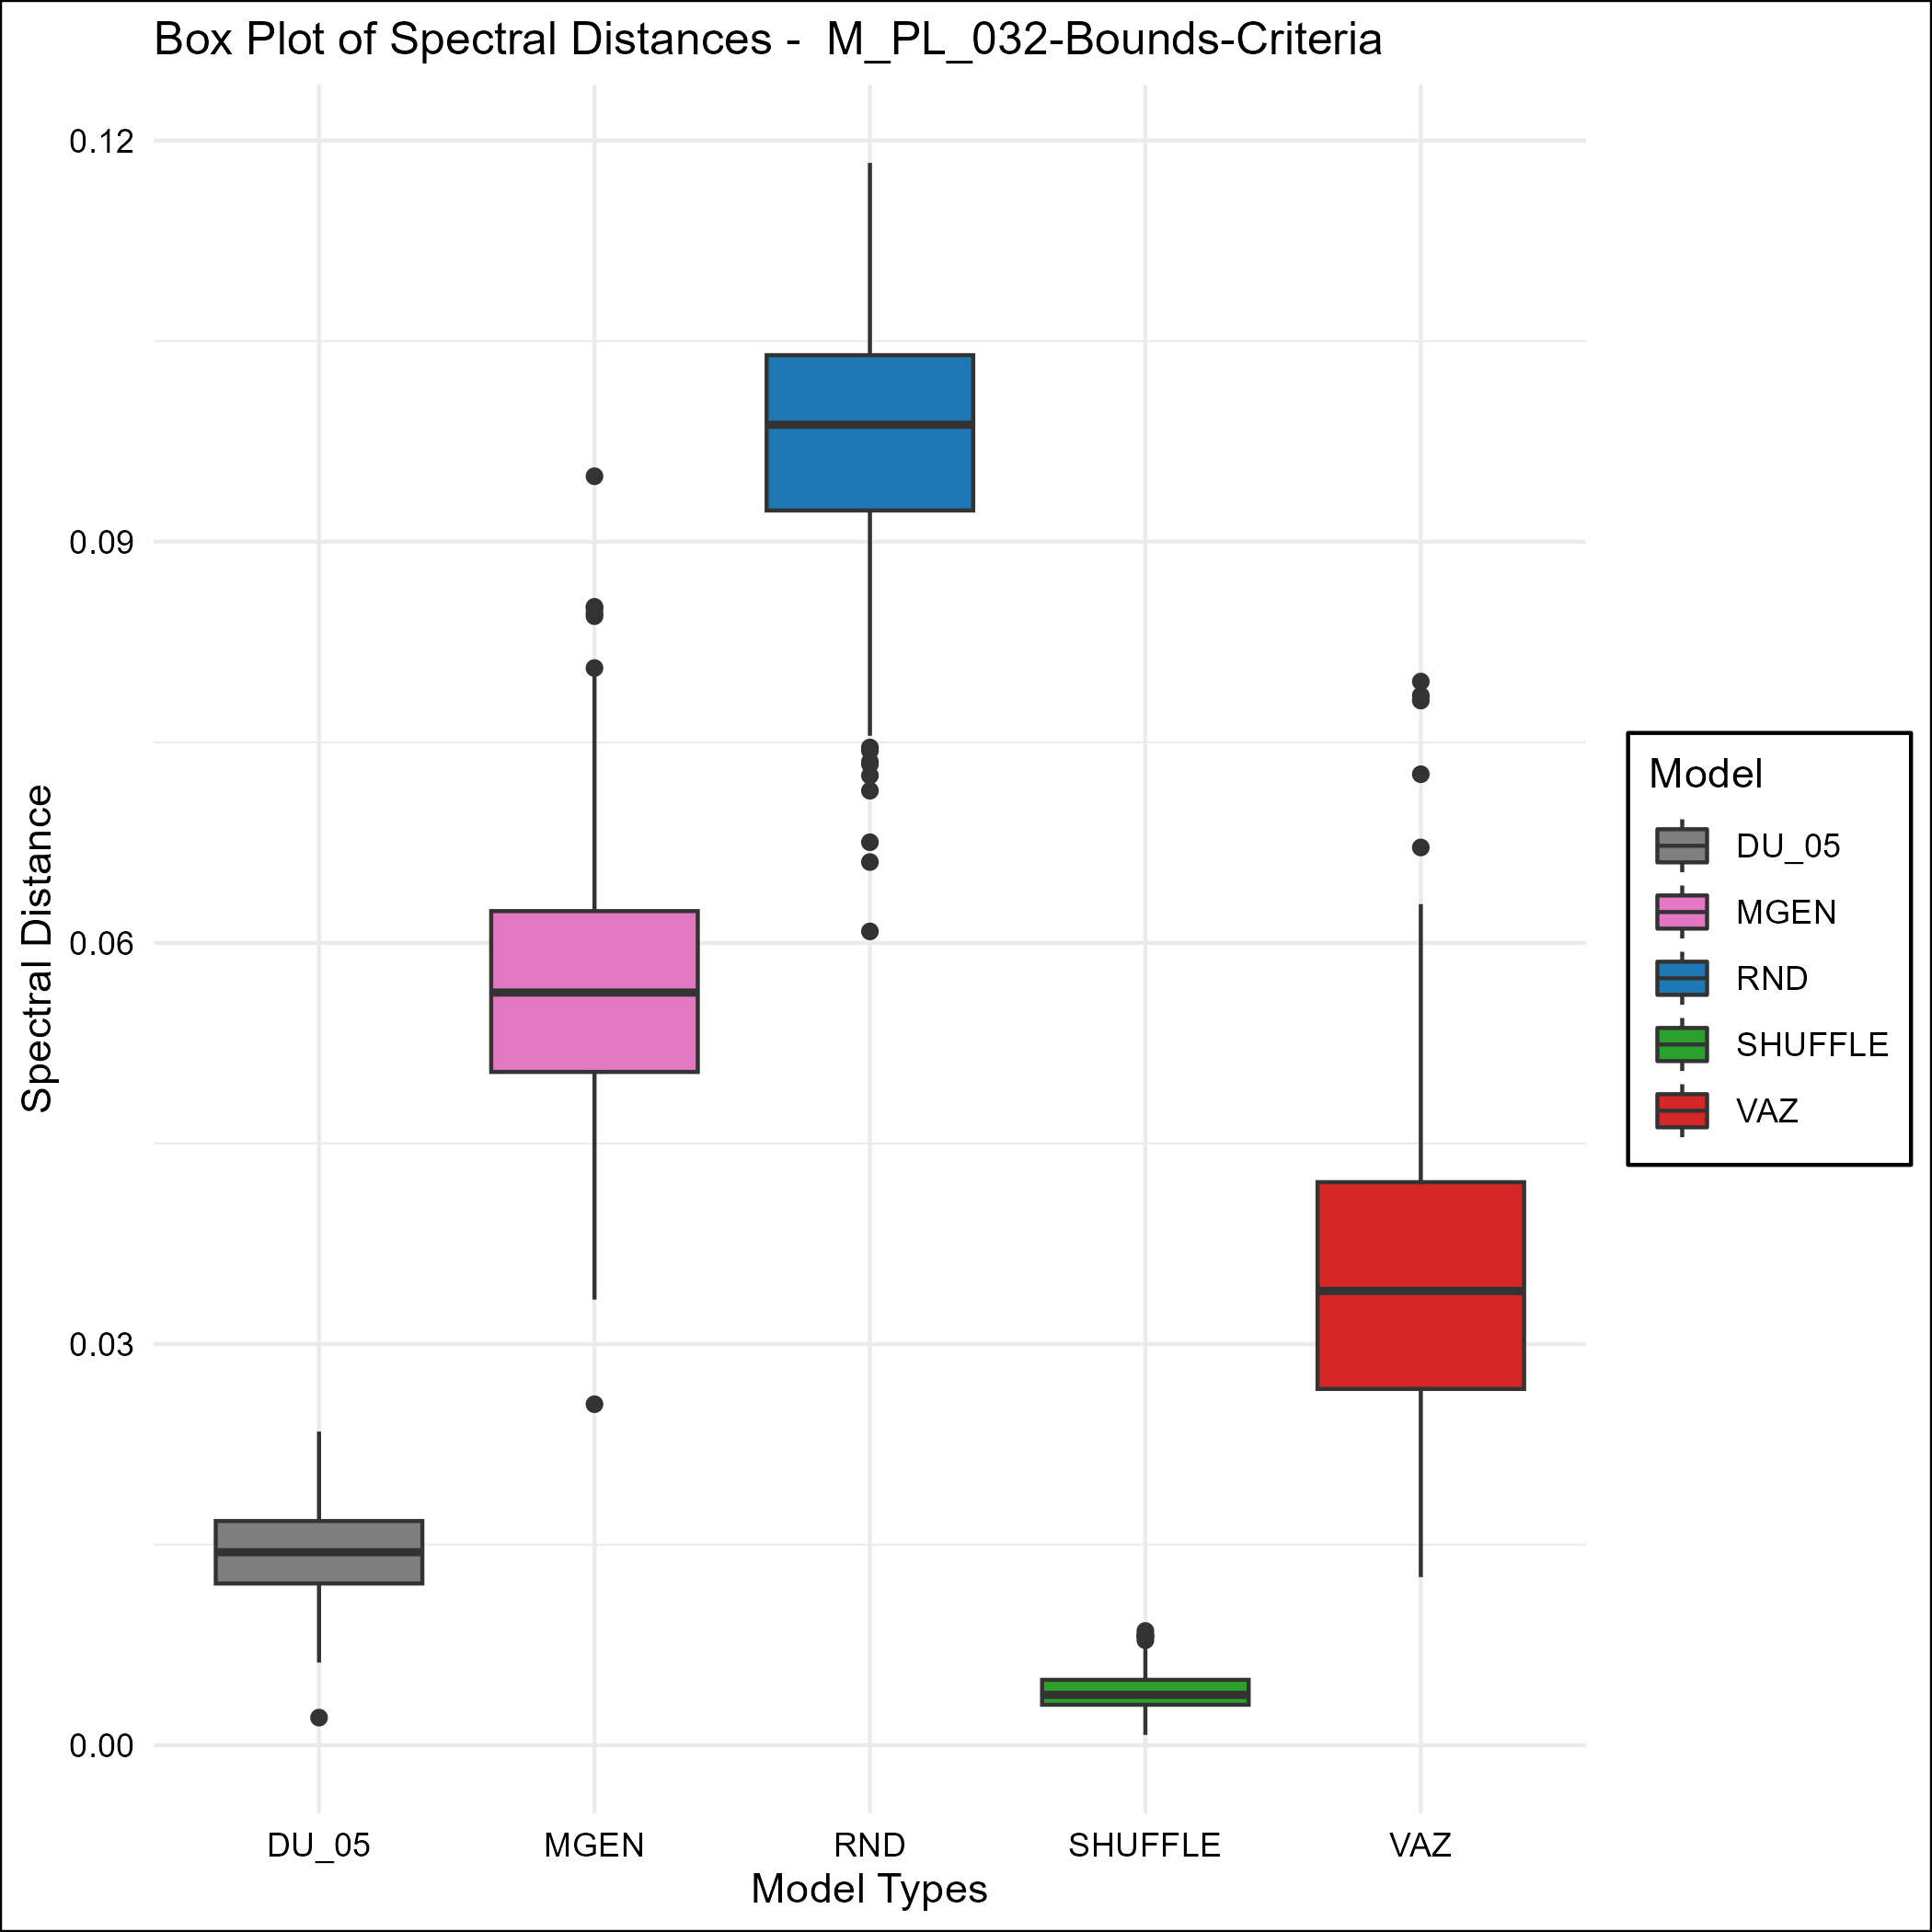 Box Plot of Spectral Distances -  M_PL_032-Bounds-Criteria
Spectral Distance
0.12
0.09
0.06
0.03
0.00
DU_05 MGEN RND SHUFFLE VAZ
Model Types
Model
DU_05
MGEN
RND
SHUFFLE
VAZ